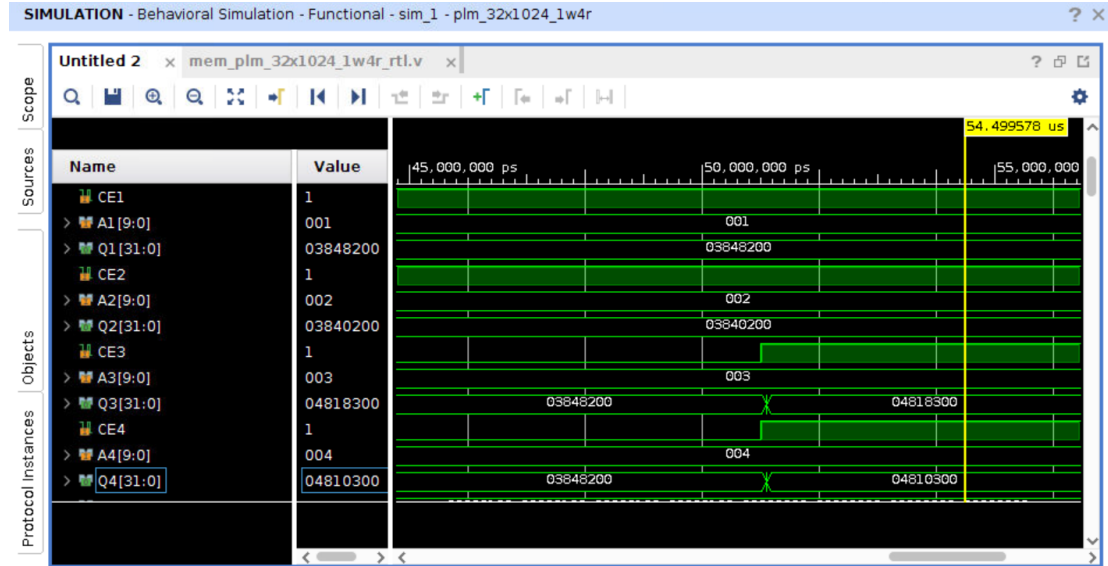 SIMULATION - Behavioral Simulation - Functional - sim_1 - plm_32x1024_1w4r ? ×
Untitled 2 × mem_plm_32x1024_1w4r_rtl.v × ?
Scope
Sources
Objects
Protocol Instances
54.499578 us
Name Value 45,000,000 ps 50,000,000 ps 55,000,000
CE1 1
A1[9:0] 001 001
Q1[31:0] 03848200 03848200
CE2 1
A2[9:0] 002 002
Q2[31:0] 03840200 03840200
CE3 1
A3[9:0] 003 003
Q3[31:0] 04818300 03848200 04818300
CE4 1
A4[9:0] 004 004
Q4[31:0] 04810300 03848200 04810300